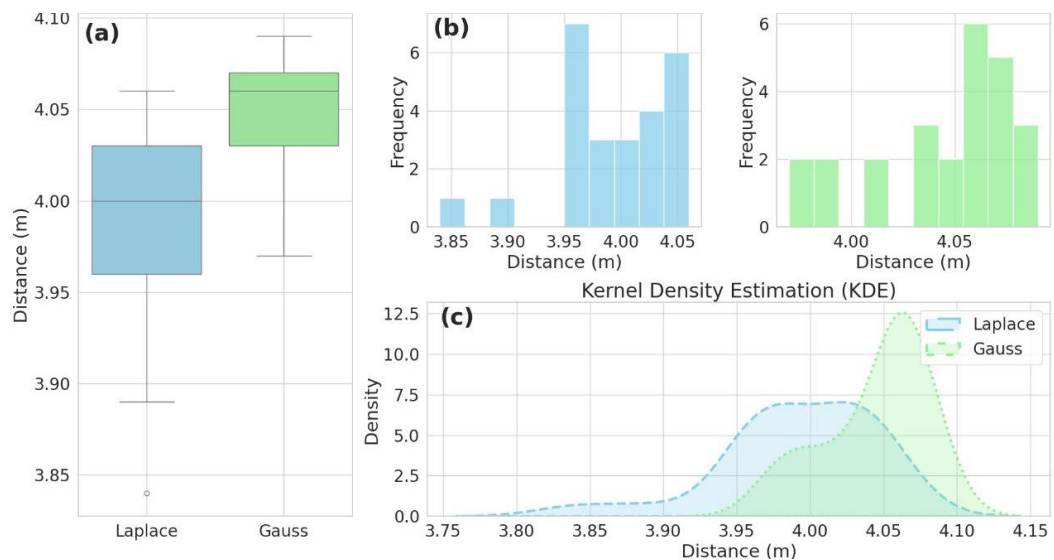 (a)
4.10
4.05
4.00
3.95
3.90
3.85
Distance (m)
Laplace
Gauss
(b)
6
4
2
0
Frequency
3.85
3.90
3.95
4.00
4.05
Distance (m)
6
4
2
0
Frequency
4.00
4.05
Distance (m)
Kernel Density Estimation (KDE)
(c)
Laplace
Gauss
12.5
10.0
7.5
5.0
2.5
0.0
Density
3.75
3.80
3.85
3.90
3.95
4.00
4.05
4.10
4.15
Distance (m)